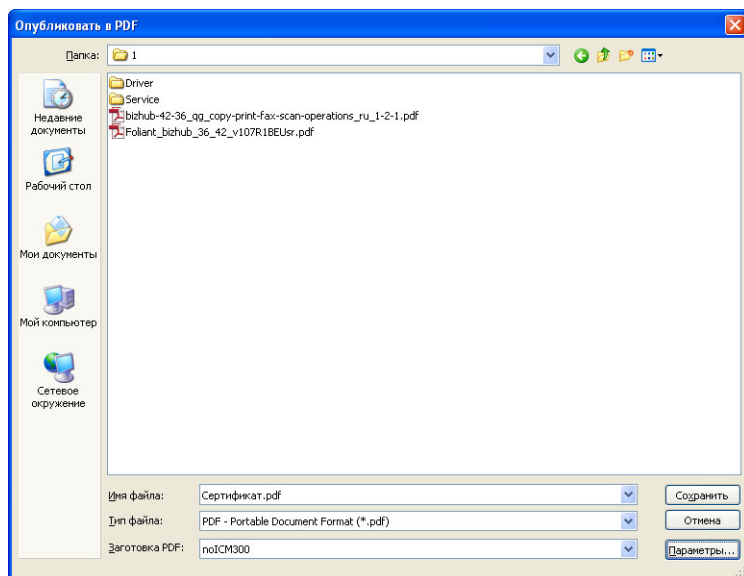 Опубликовать в PDF
Папка: 1
Driver
Service
bizhub-42-36_qg_copy-print-fax-scan-operations_ru_1-2-1.pdf
Foliant_bizhub_36_42_v107R1BEUsr.pdf
Недавние
документы
Рабочий стол
Мои документы
Мой компьютер
Сетевое
окружение
Имя файла: Сертификат.pdf Сохранить
Тип файла: PDF - Portable Document Format (*.pdf) Отмена
Заготовка PDF: noICM300 Параметры...